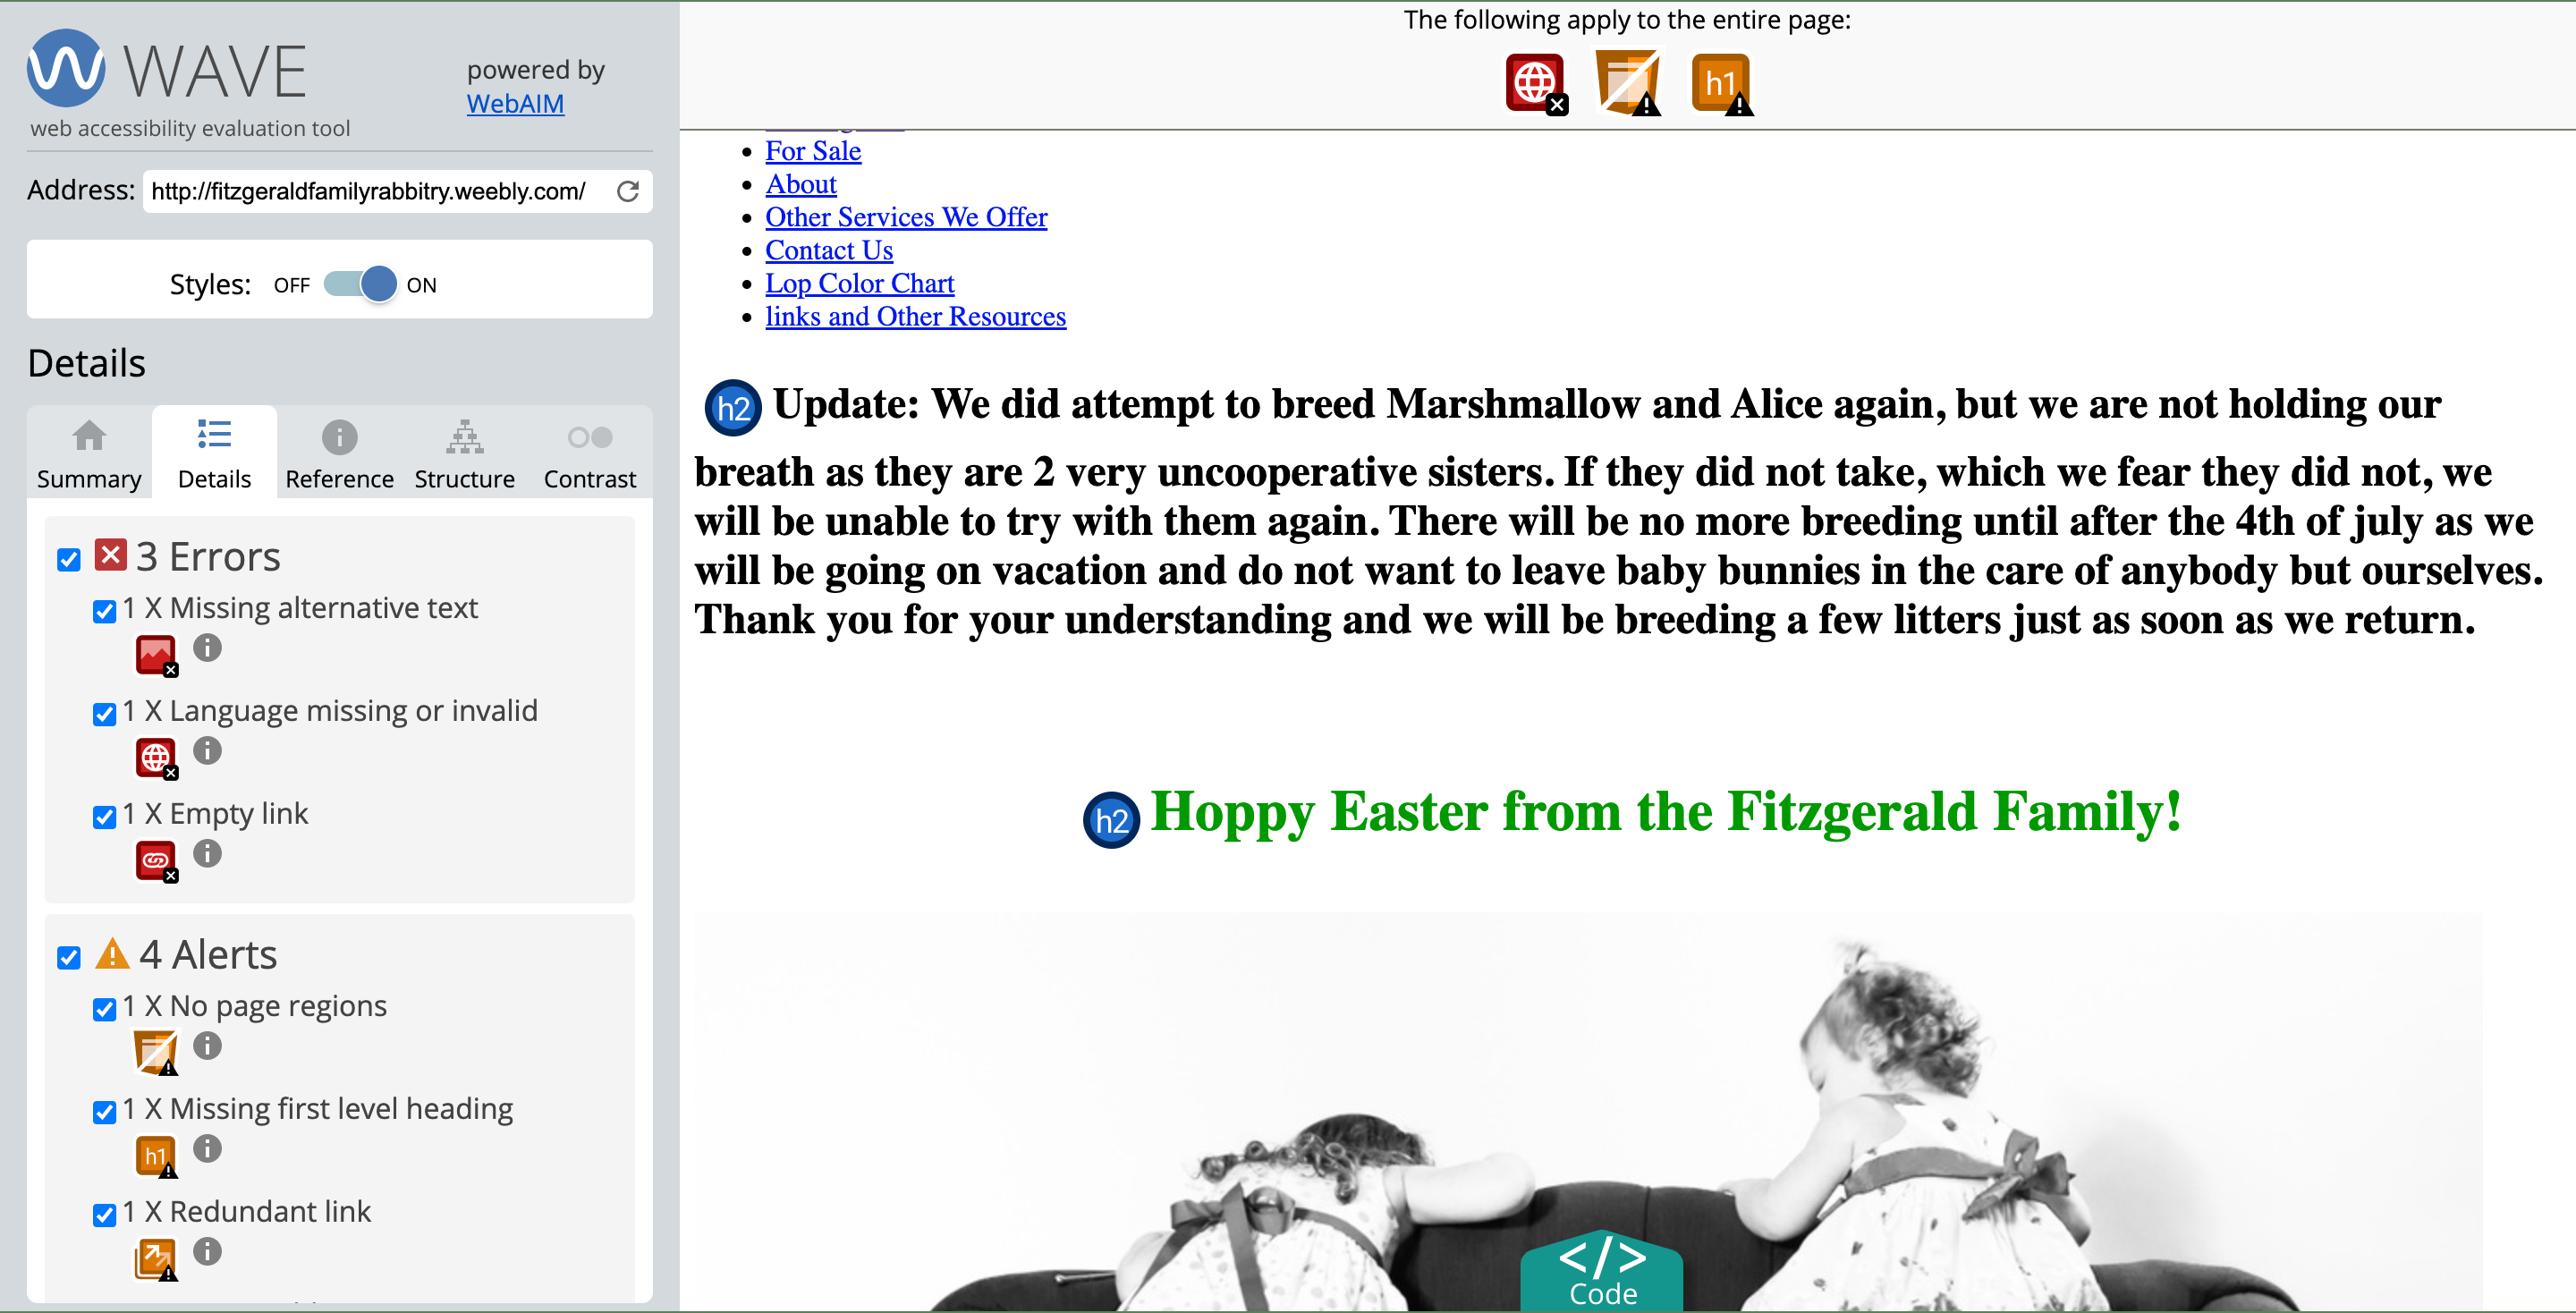 WAVE
web accessibility evaluation tool
powered by
WebAIM
Address: http://fitzgeraldfamilyrabbitry.weebly.com/
Styles: OFF ON
Details
Summary Details Reference Structure Contrast
3 Errors
1 X Missing alternative text
1 X Language missing or invalid
1 X Empty link
4 Alerts
1 X No page regions
1 X Missing first level heading
h1
1 X Redundant link
The following apply to the entire page:
h1
For Sale
About
Other Services We Offer
Contact Us
Lop Color Chart
links and Other Resources
h2 Update: We did attempt to breed Marshmallow and Alice again, but we are not holding our
breath as they are 2 very uncooperative sisters. If they did not take, which we fear they did not, we
will be unable to try with them again. There will be no more breeding until after the 4th of july as we
will be going on vacation and do not want to leave baby bunnies in the care of anybody but ourselves.
Thank you for your understanding and we will be breeding a few litters just as soon as we return.
h2 Hoppy Easter from the Fitzgerald Family!
</>
Code